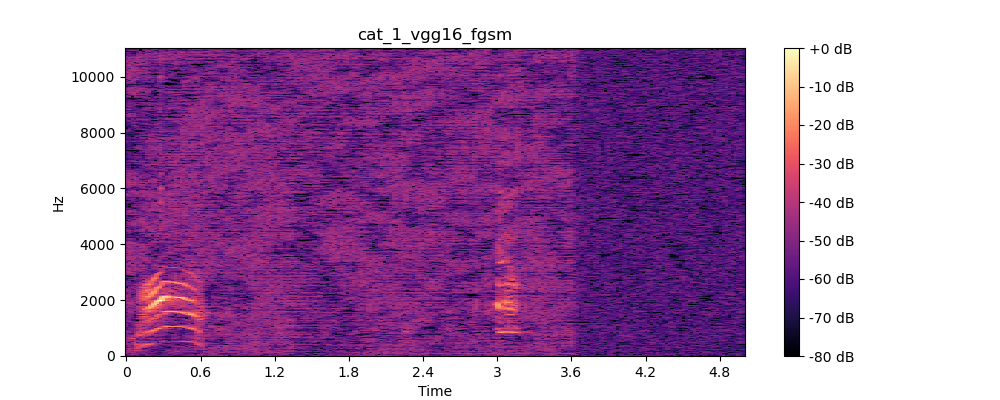 cat_1_vgg16_fgsm
Hz
10000
8000
6000
4000
2000
0
0 0.6 1.2 1.8 2.4 3 3.6 4.2 4.8
Time
+0 dB
-10 dB
-20 dB
-30 dB
-40 dB
-50 dB
-60 dB
-70 dB
-80 dB